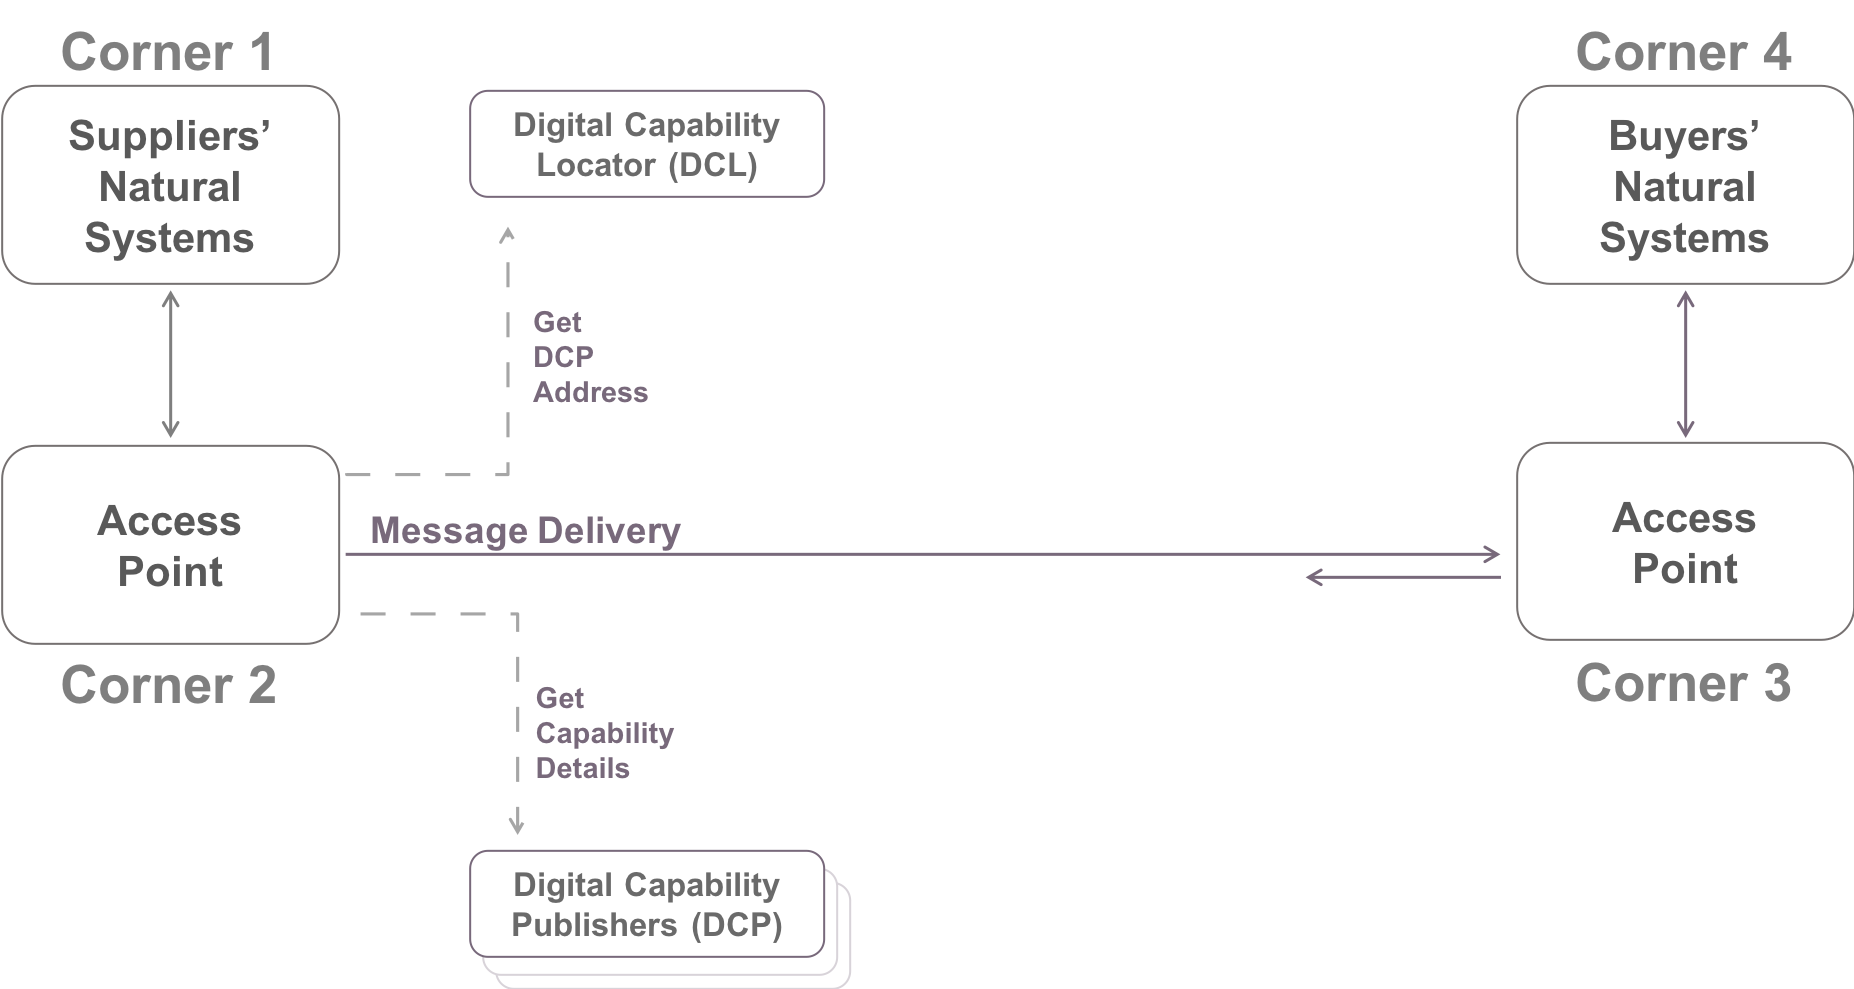 Corner 1
Suppliers’
Natural
Systems
Digital Capability
Locator (DCL)
Corner 4
Buyers’
Natural
Systems
Get
DCP
Address
Access
Point
Corner 2
Message Delivery
Access
Point
Corner 3
Get
Capability
Details
Digital Capability
Publishers (DCP)